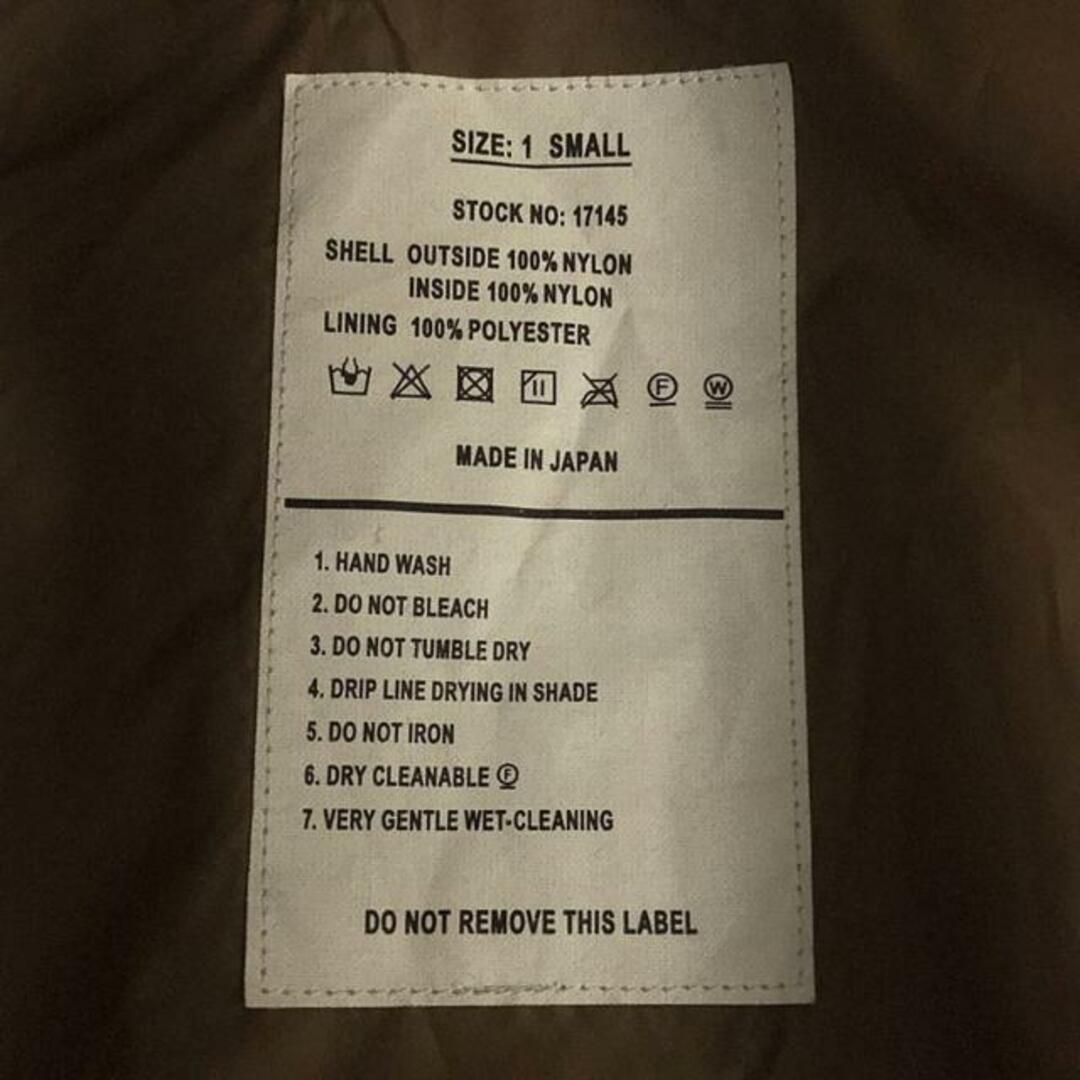 SIZE: 1 SMALL
STOCK NO: 17145
SHELL OUTSIDE 100% NYLON
INSIDE 100% NYLON
LINING 100% POLYESTER
F W
MADE IN JAPAN
1. HAND WASH
2. DO NOT BLEACH
3. DO NOT TUMBLE DRY
4. DRIP LINE DRYING IN SHADE
5. DO NOT IRON
6. DRY CLEANABLE Ⓕ
7. VERY GENTLE WET-CLEANING
DO NOT REMOVE THIS LABEL